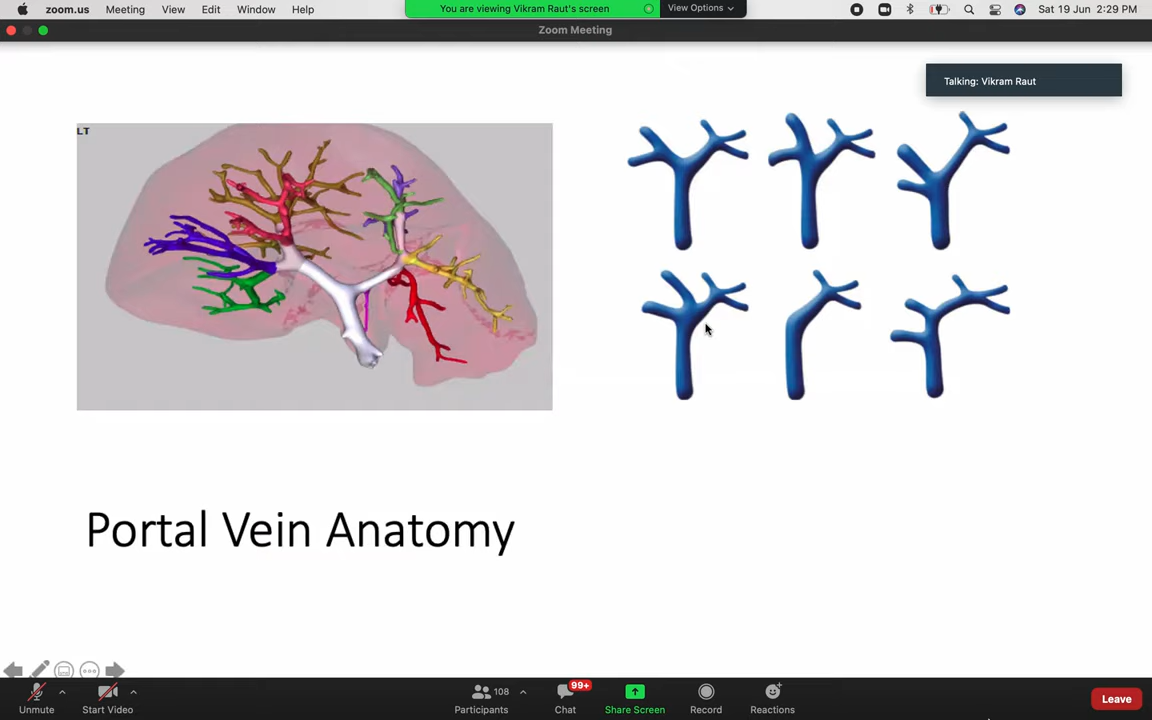 zoom.us Meeting View Edit Window Help
You are viewing Vikram Raut's screen
View Options
Sat 19 Jun 2:29 PM
Zoom Meeting
Talking: Vikram Raut
LT
Portal Vein Anatomy
Unmute
Start Video
108
Participants
99+
Chat
Share Screen
Record
Reactions
Leave